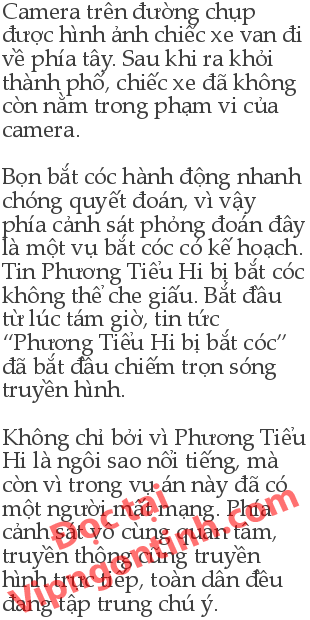 Camera trên đường chụp
được hình ảnh chiếc xe van đi
về phía tây. Sau khi ra khỏi
thành phố, chiếc xe đã không
còn nằm trong phạm vi của
camera.
Bọn bắt cóc hành động nhanh
chóng quyết đoán, vì vậy
phía cảnh sát phỏng đoán đây
là một vụ bắt cóc có kế hoạch.
Tin Phương Tiểu Hi bị bắt cóc
không thể che giấu. Bắt đầu
từ lúc tám giờ, tin tức
“Phương Tiểu Hi bị bắt cóc”
đã bắt đầu chiếm trọn sóng
truyền hình.
Không chỉ bởi vì Phương Tiểu
Hi là ngôi sao nổi tiếng, mà
còn vì trong vụ án này đã có
một người mất mạng. Phía
cảnh sát vô cùng quan tâm,
truyền thông cũng truyền
hình trực tiếp, toàn dân đều
đang tập trung chú ý.
Đọc tại
Vipngontinh.com